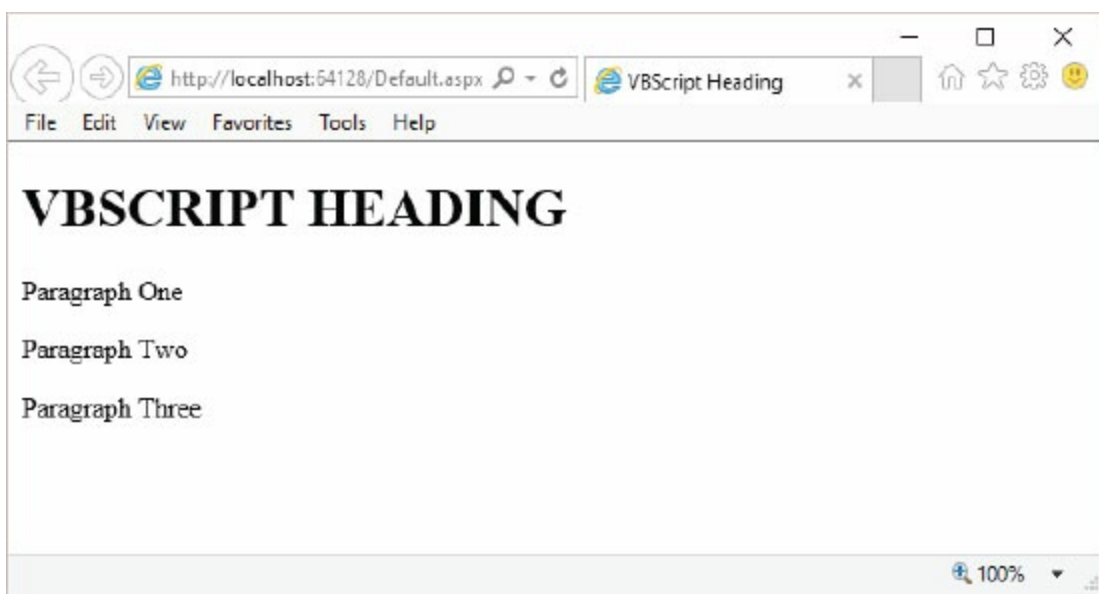 http://localhost:64128/Default.aspx
VBScript Heading
File Edit View Favorites Tools Help
VBSCRIPT HEADING
Paragraph One
Paragraph Two
Paragraph Three
100%